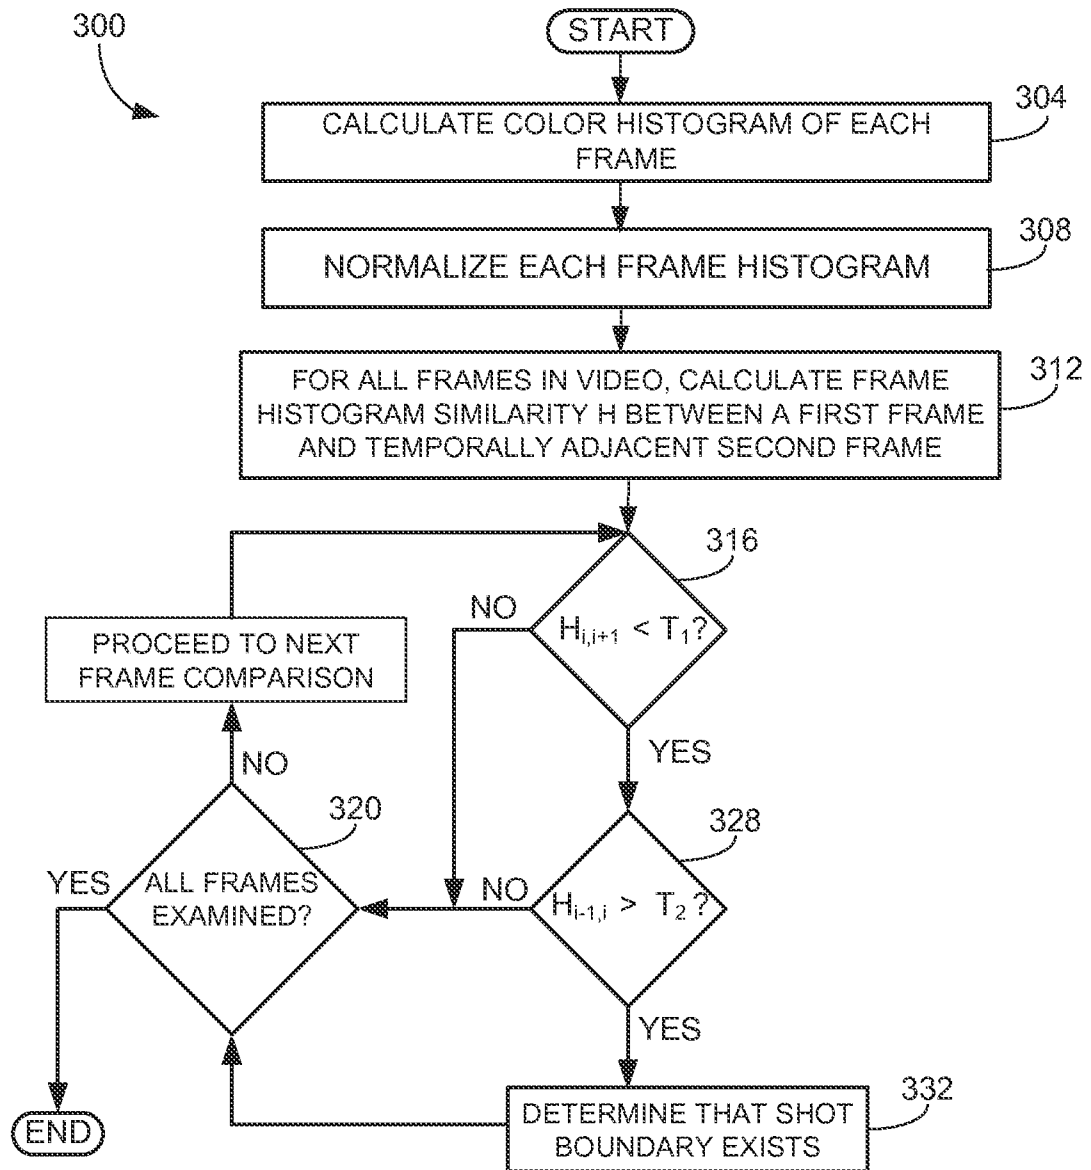 300
START
304
CALCULATE COLOR HISTOGRAM OF EACH
FRAME
308
NORMALIZE EACH FRAME HISTOGRAM
312
FOR ALL FRAMES IN VIDEO, CALCULATE FRAME
HISTOGRAM SIMILARITY H BETWEEN A FIRST FRAME
AND TEMPORALLY ADJACENT SECOND FRAME
316
NO
H_{i,i+1} < T_1?
PROCEED TO NEXT
FRAME COMPARISON
YES
NO
320
328
YES
ALL FRAMES
EXAMINED?
NO
H_{i-1,i} > T_2?
YES
332
DETERMINE THAT SHOT
BOUNDARY EXISTS
END